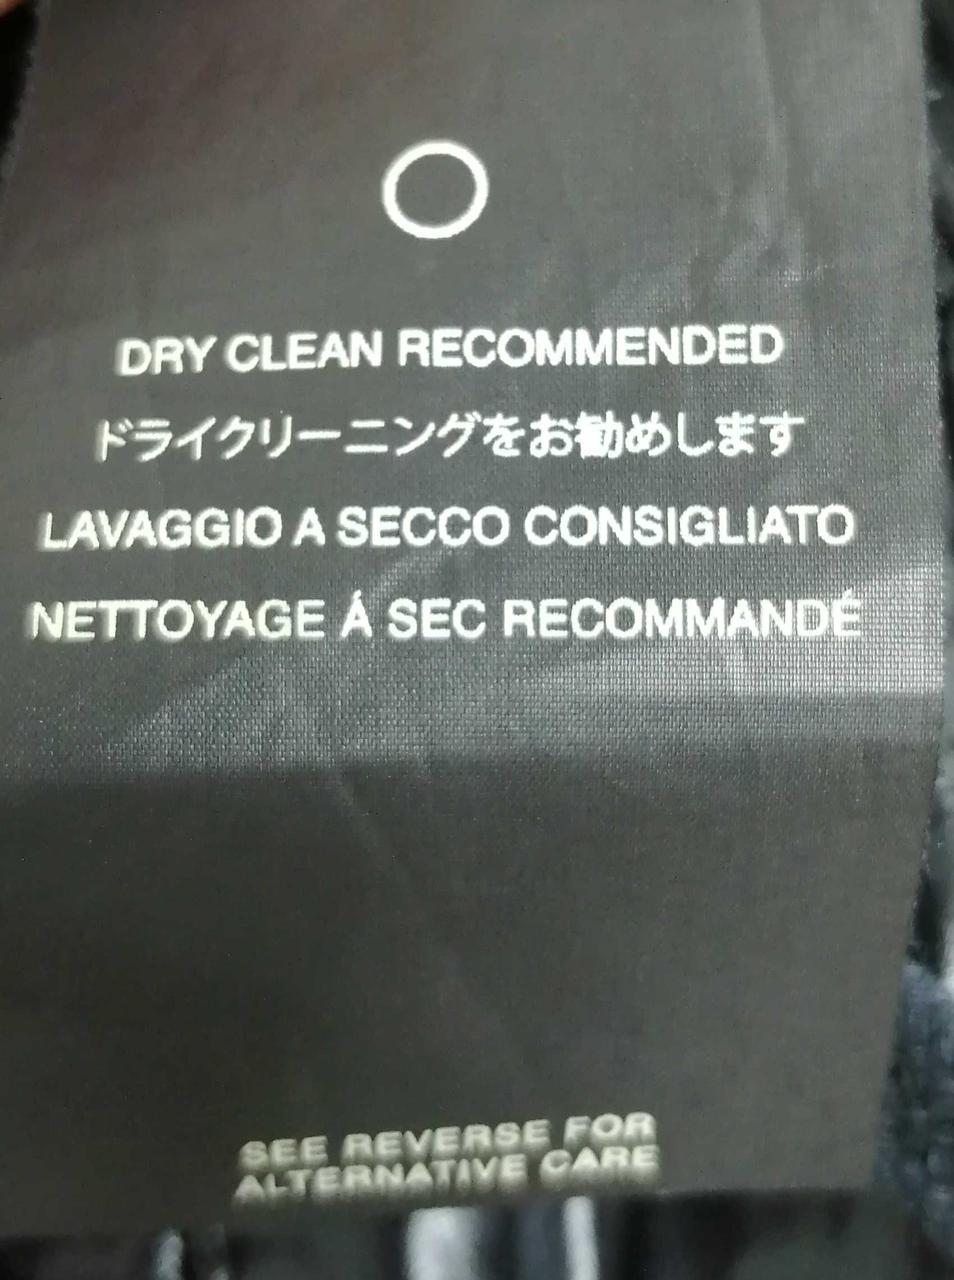 DRY CLEAN RECOMMENDED
ドライクリーニングをお勧めします
LAVAGGIO A SECCO CONSIGLIATO
NETTOYAGE Á SEC RECOMMANDÉ
SEE REVERSE FOR
ALTERNATIVE CARE